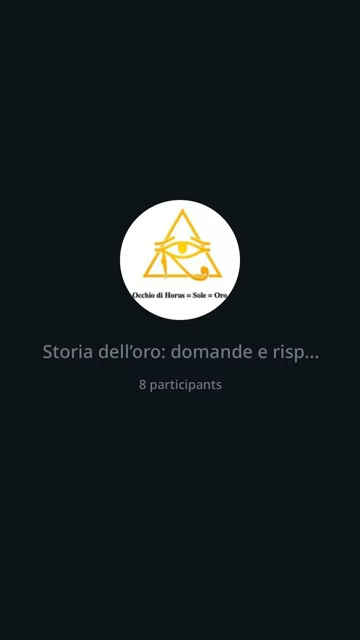 Occhio di Horus = Sole = Oro
Storia dell’oro: domande e risp...
8 participants